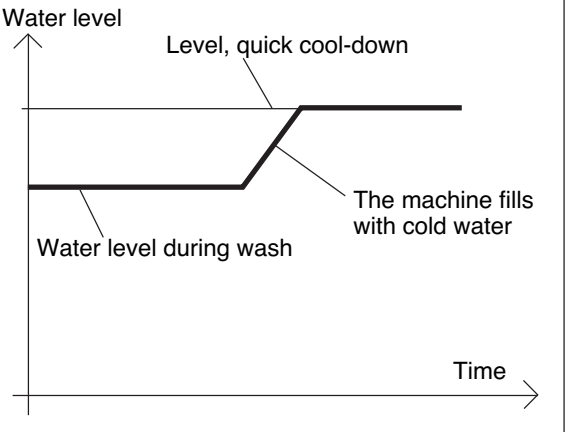 Water level
Level, quick cool-down
The machine fills
with cold water
Water level during wash
Time